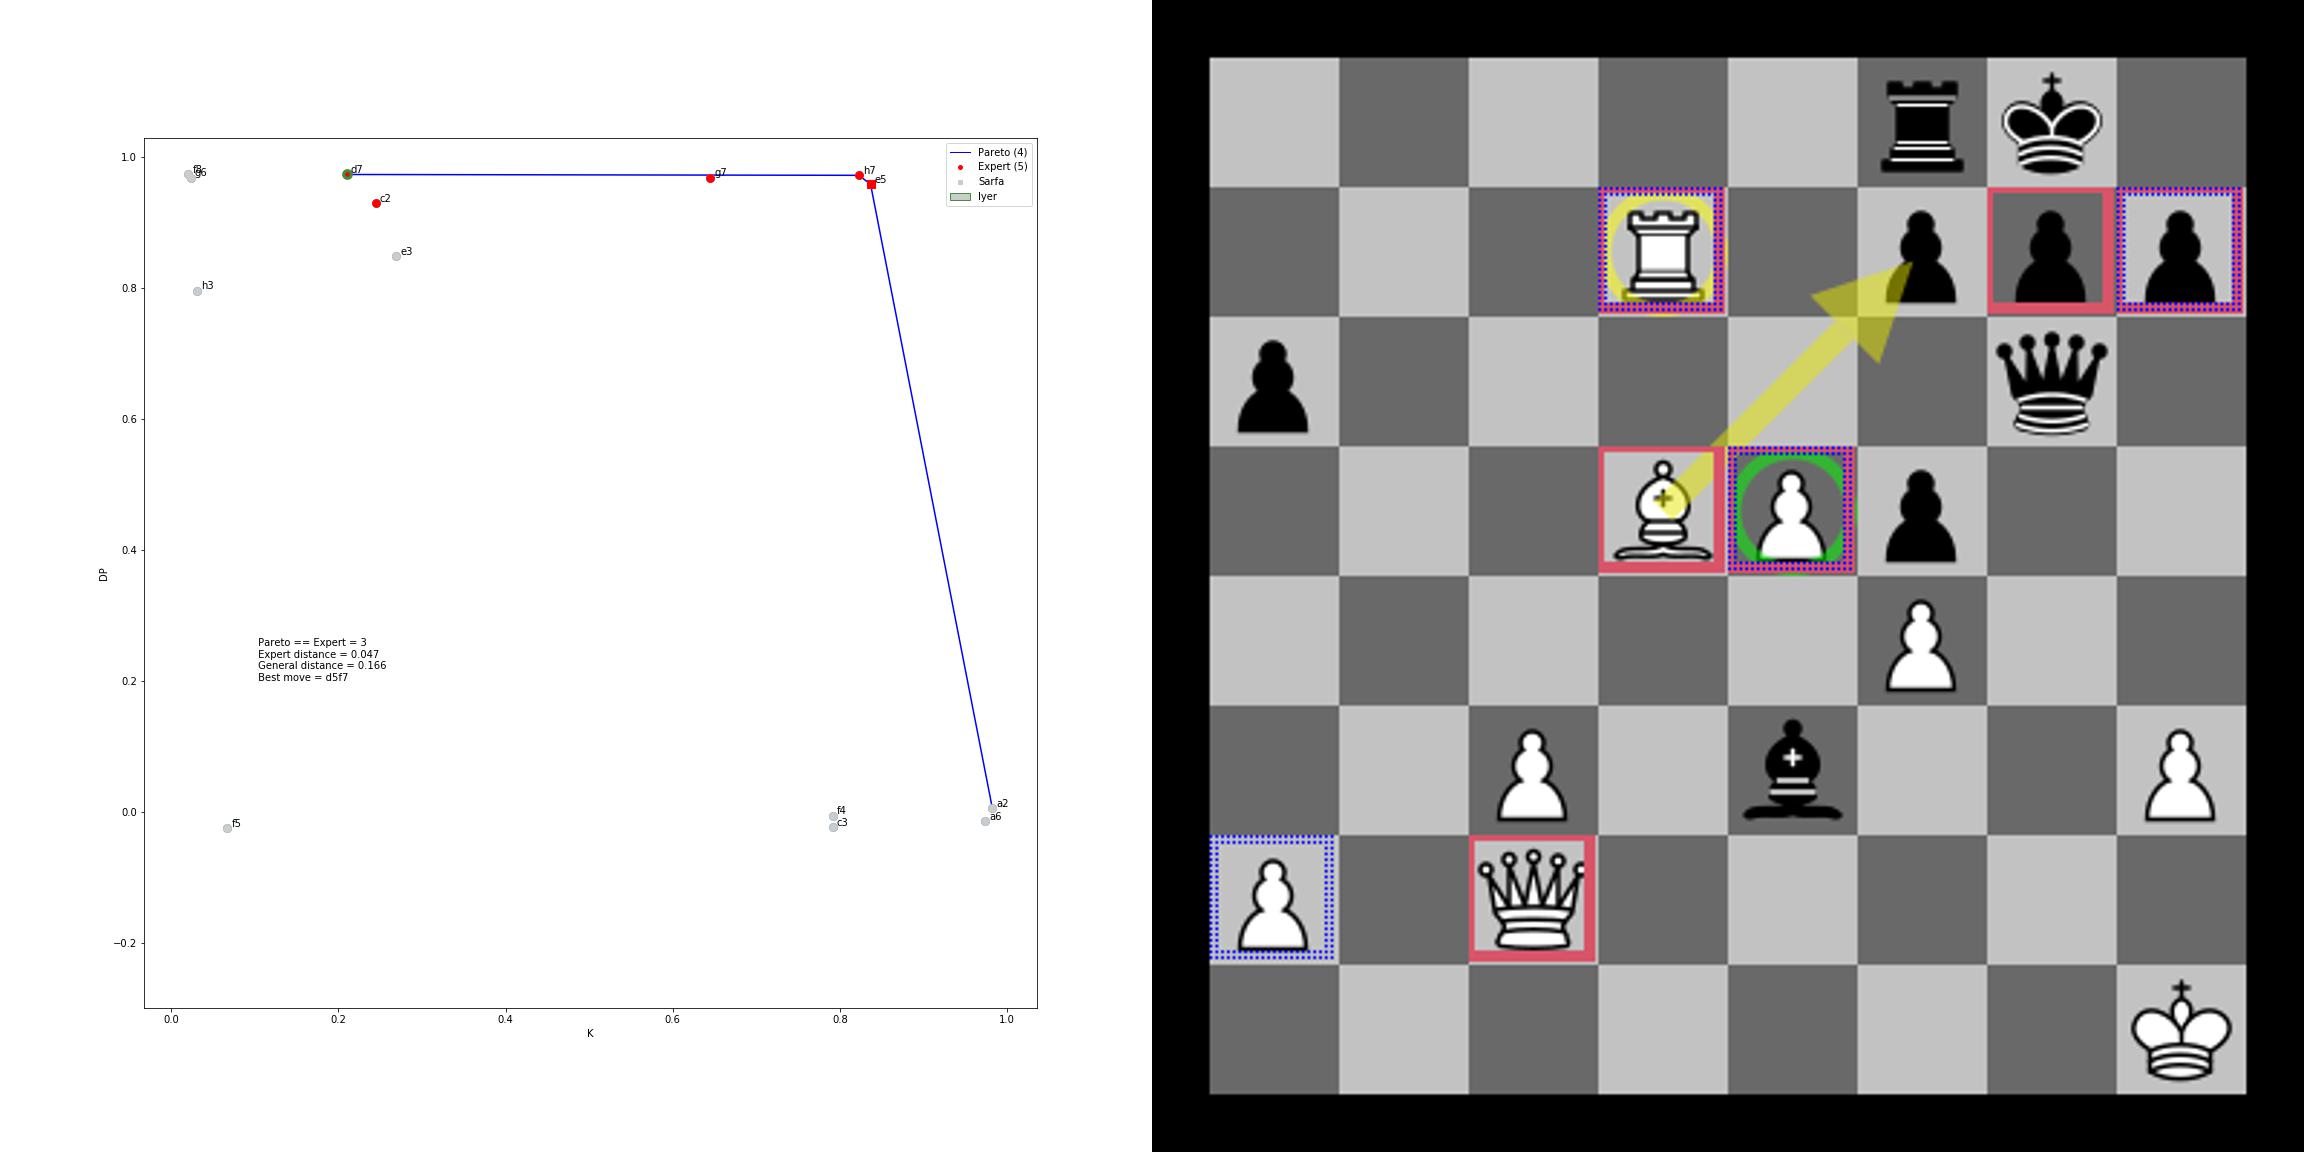 1.0
0.8
0.6
0.4
0.2
0.0
−0.2
DP
0.0
0.2
0.4
0.6
0.8
1.0
K
Pareto (4)
Expert (5)
Sarfa
Iyer
g6
d7
g7
h7
e5
c2
e3
h3
Pareto == Expert = 3
Expert distance = 0.047
General distance = 0.166
Best move = d5f7
f5
f4
c3
a2
a6